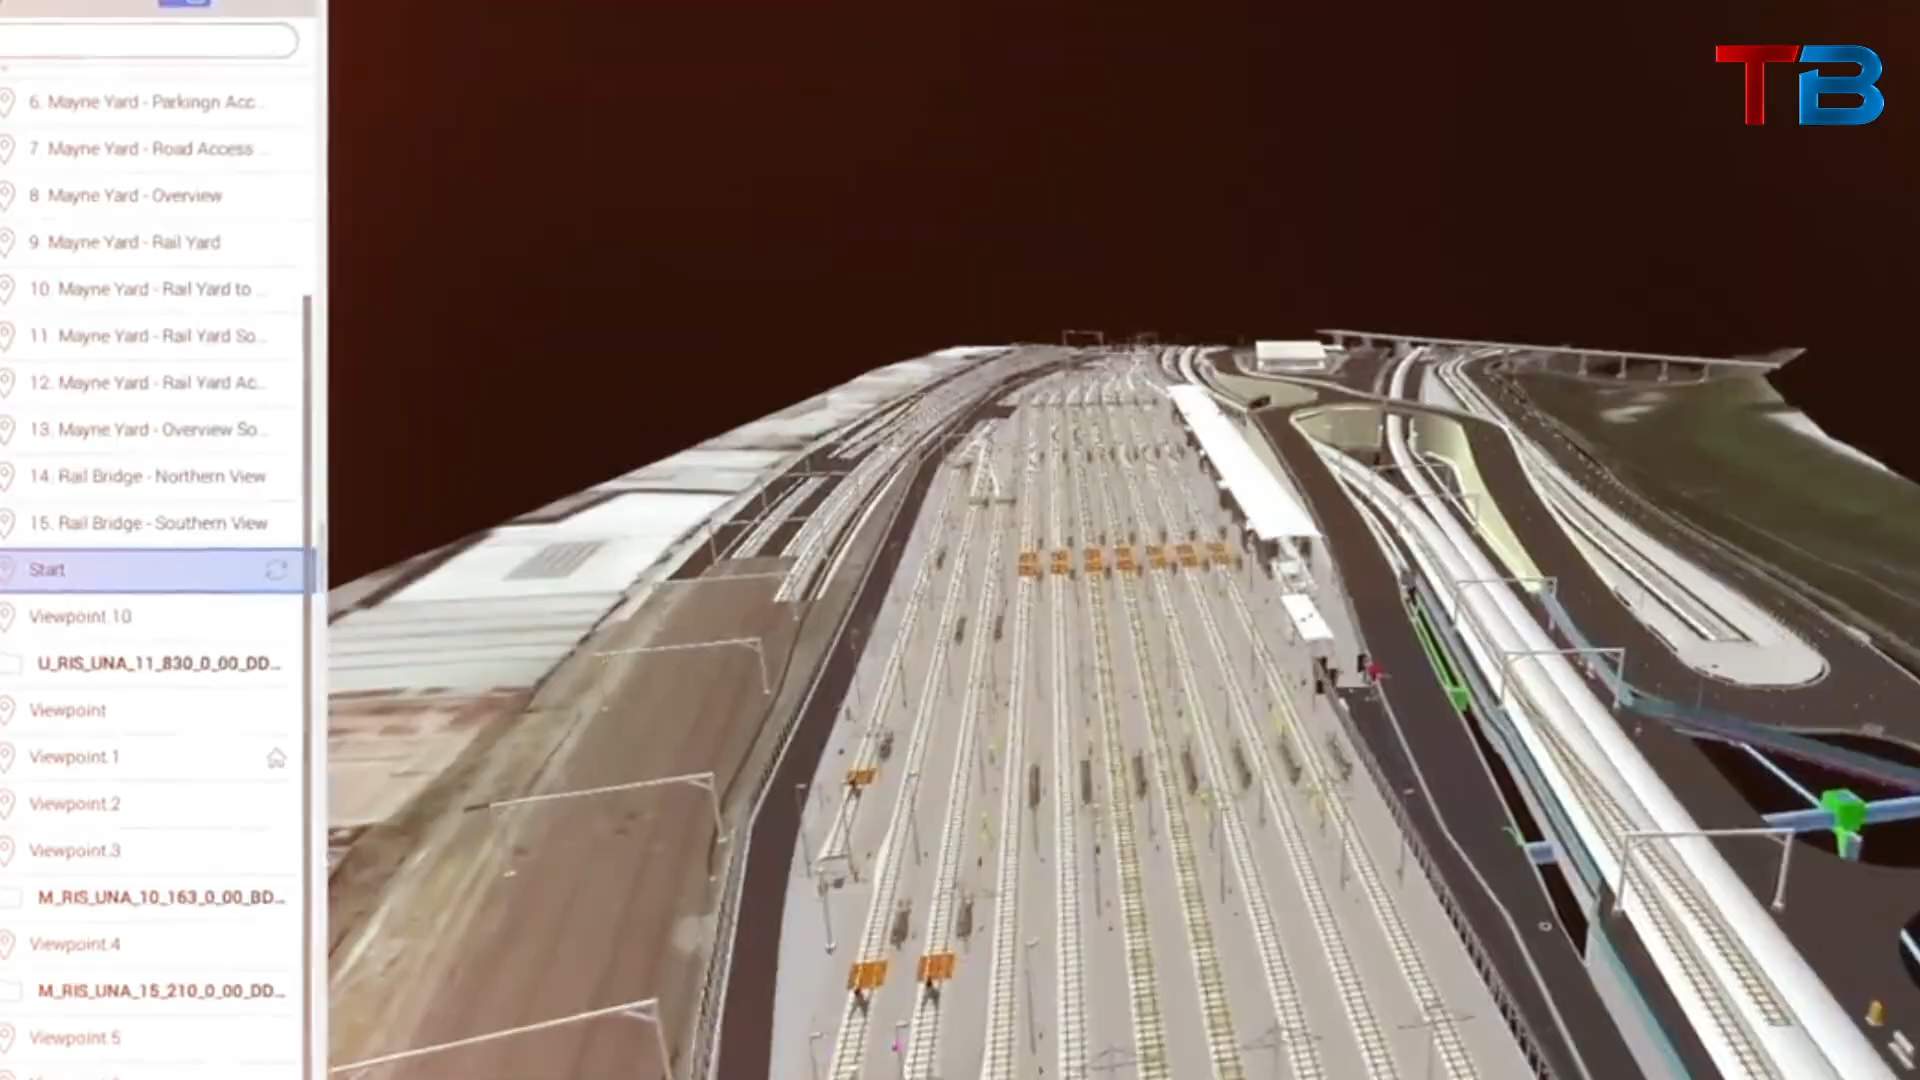 TB
6. Mayne Yard - Parkingn Acc...
7 Mayne Yard - Road Access ...
8 Mayne Yard - Overview
9 Mayne Yard - Rail Yard
10. Mayne Yard - Rail Yard to ...
11. Mayne Yard - Rail Yard So...
12. Mayne Yard - Rail Yard Ac...
13. Mayne Yard - Overview So...
14. Rail Bridge - Northern View
15. Rail Bridge - Southern View
Start
Viewpoint.10
U_RIS_UNA_11_830_0_00_DD...
Viewpoint
Viewpoint.1
Viewpoint.2
Viewpoint.3
M_RIS_UNA_10_163_0_00_BD...
Viewpoint.4
M_RIS_UNA_15_210_0_00_DD...
Viewpoint.5